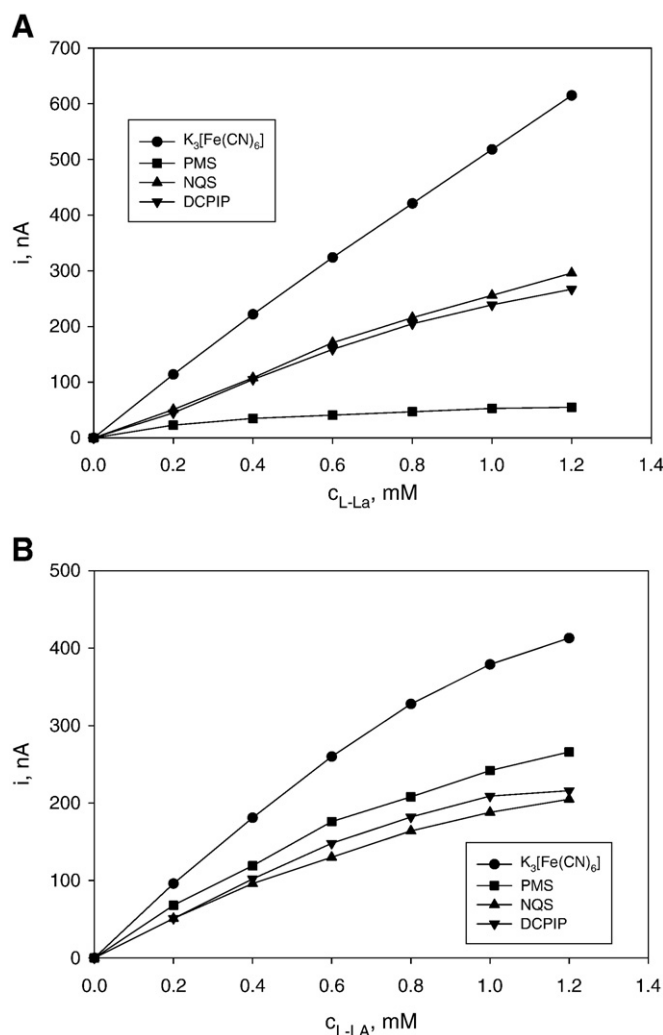 A
700
600
500
400
300
200
100
0
i, nA
K₃[Fe(CN)₆]
PMS
NQS
DCPIP
0.0 0.2 0.4 0.6 0.8 1.0 1.2 1.4
c_L-La, mM
B
500
400
300
200
100
0
i, nA
K₃[Fe(CN)₆]
PMS
NQS
DCPIP
0.0 0.2 0.4 0.6 0.8 1.0 1.2 1.4
c_L-LA, mM